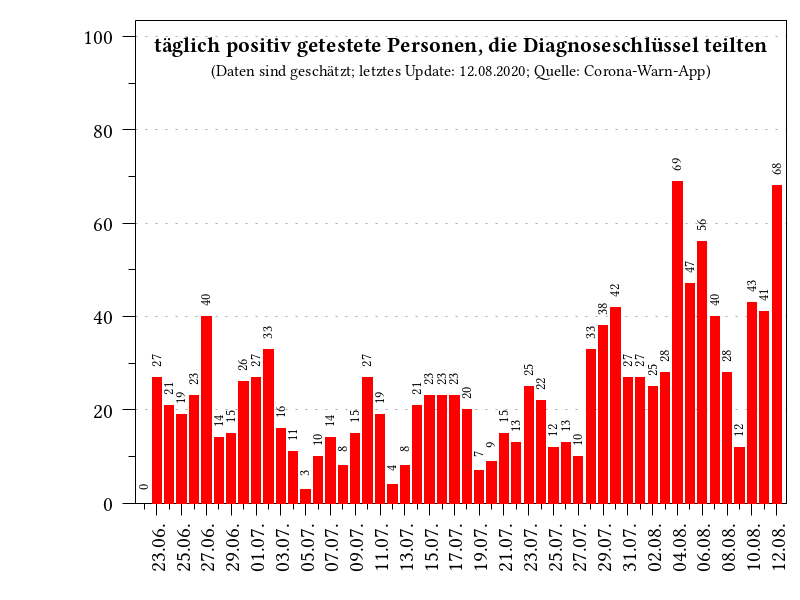 täglich positiv getestete Personen, die Diagnoseschlüssel teilten
(Daten sind geschätzt; letztes Update: 12.08.2020; Quelle: Corona-Warn-App)
100
80
60
40
20
0
0 27 21 19 23 40 14 15 26 27 33 16 11 3 10 14 8 15 27 19 4 8 21 23 23 23 20 7 9 15 13 25 22 12 13 10 33 38 42 27 27 25 28 69 47 56 40 28 12 43 41 68
23.06. 25.06. 27.06. 29.06. 01.07. 03.07. 05.07. 07.07. 09.07. 11.07. 13.07. 15.07. 17.07. 19.07. 21.07. 23.07. 25.07. 27.07. 29.07. 31.07. 02.08. 04.08. 06.08. 08.08. 10.08. 12.08.